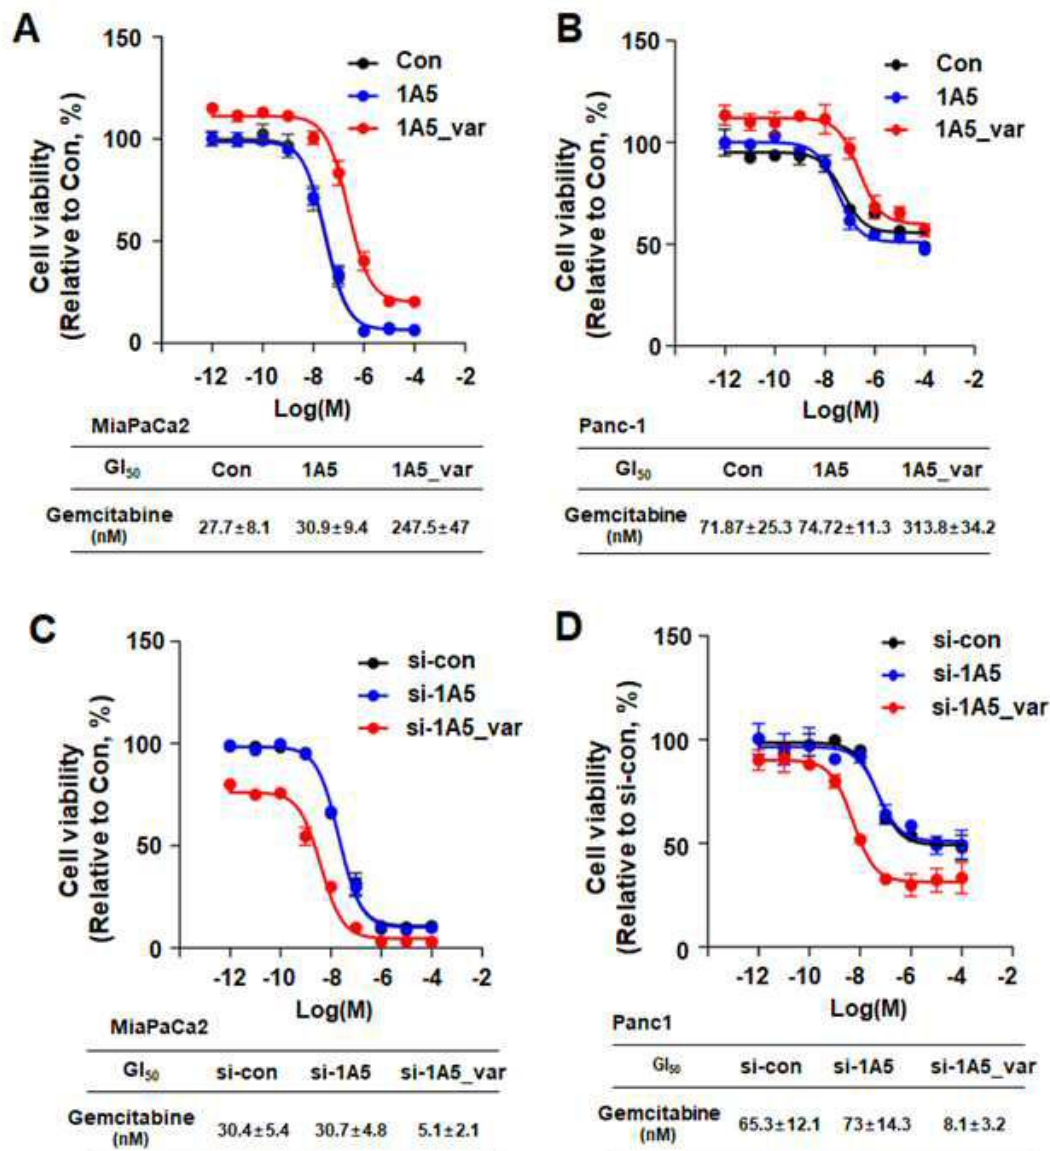 A
150
100
50
0
Cell viability
(Relative to Con, %)
Con
1A5
1A5_var
-12 -10 -8 -6 -4 -2
Log(M)
MiaPaCa2
GI50 Con 1A5 1A5_var
Gemcitabine
(nM) 27.7±8.1 30.9±9.4 247.5±47
B
150
100
50
0
Cell viability
(Relative to Con, %)
Con
1A5
1A5_var
-12 -10 -8 -6 -4 -2
Log(M)
Panc-1
GI50 Con 1A5 1A5_var
Gemcitabine
(nM) 71.87±25.3 74.72±11.3 313.8±34.2
C
150
100
50
0
Cell viability
(Relative to Con, %)
si-con
si-1A5
si-1A5_var
-12 -10 -8 -6 -4 -2
Log(M)
MiaPaCa2
GI50 si-con si-1A5 si-1A5_var
Gemcitabine
(nM) 30.4±5.4 30.7±4.8 5.1±2.1
D
150
100
50
0
Cell viability
(Relative to si-con, %)
si-con
si-1A5
si-1A5_var
-12 -10 -8 -6 -4 -2
Log(M)
Panc1
GI50 si-con si-1A5 si-1A5_var
Gemcitabine
(nM) 65.3±12.1 73±14.3 8.1±3.2